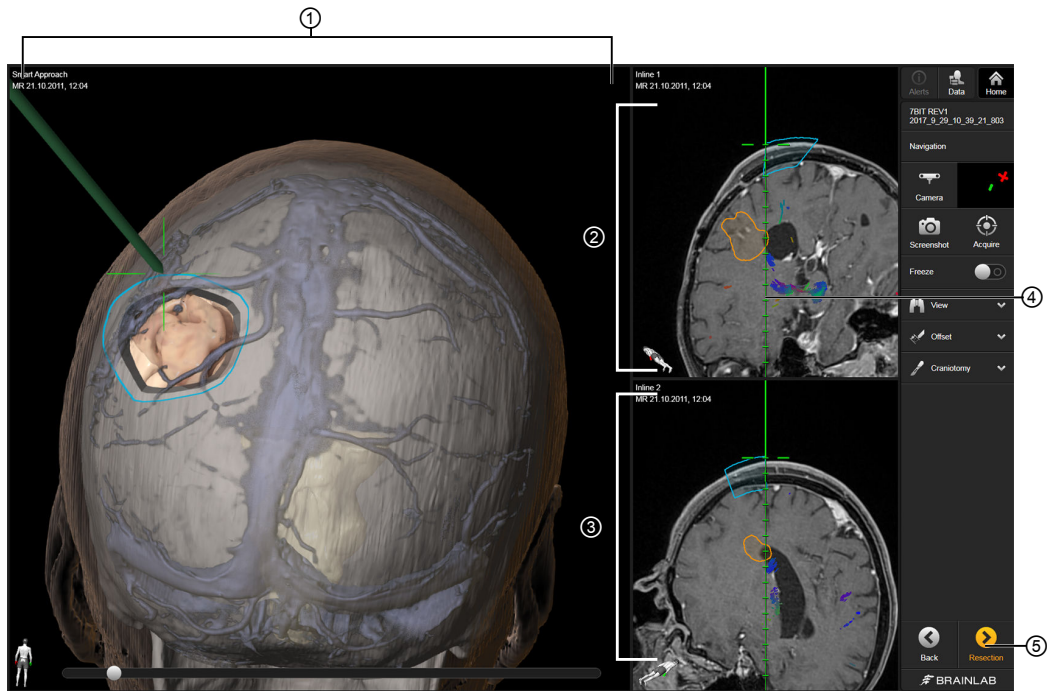 ①
Smart Approach
MR 21.10.2011, 12:04
Inline 1
MR 21.10.2011, 12:04
②
Inline 2
MR 21.10.2011, 12:04
③
Alerts
Data
Home
7BIT REV1
2017_9_29_10_39_21_803
Navigation
Camera
Screenshot
Acquire
Freeze
④
View
Offset
Craniotomy
Back
Resection
⑤
BRAINLAB